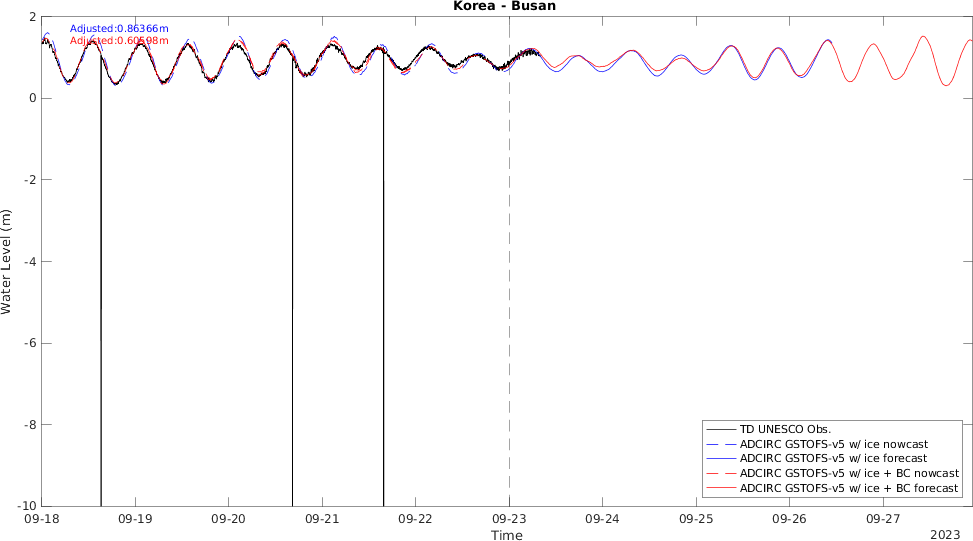 Korea - Busan
Adjusted:0.86366m
Adjusted:0.60598m
2
0
-2
-4
-6
-8
-10
Water Level (m)
09-18 09-19 09-20 09-21 09-22 09-23 09-24 09-25 09-26 09-27
Time
2023
TD UNESCO Obs.
ADCIRC GSTOFS-v5 w/ ice nowcast
ADCIRC GSTOFS-v5 w/ ice forecast
ADCIRC GSTOFS-v5 w/ ice + BC nowcast
ADCIRC GSTOFS-v5 w/ ice + BC forecast